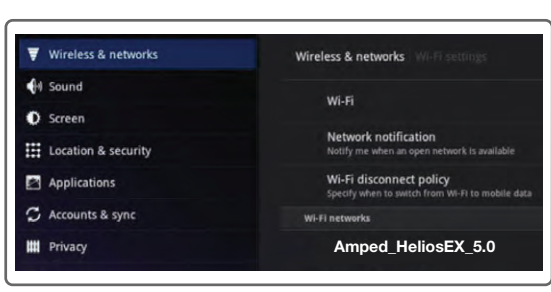 Wireless & networks
Sound
Screen
Location & security
Applications
Accounts & sync
Privacy
Wireless & networks Wi-Fi settings
Wi-Fi
Network notification
Notify me when an open network is available
Wi-Fi disconnect policy
Specify when to switch from Wi-Fi to mobile data
Wi-Fi networks
Amped_HeliosEX_5.0